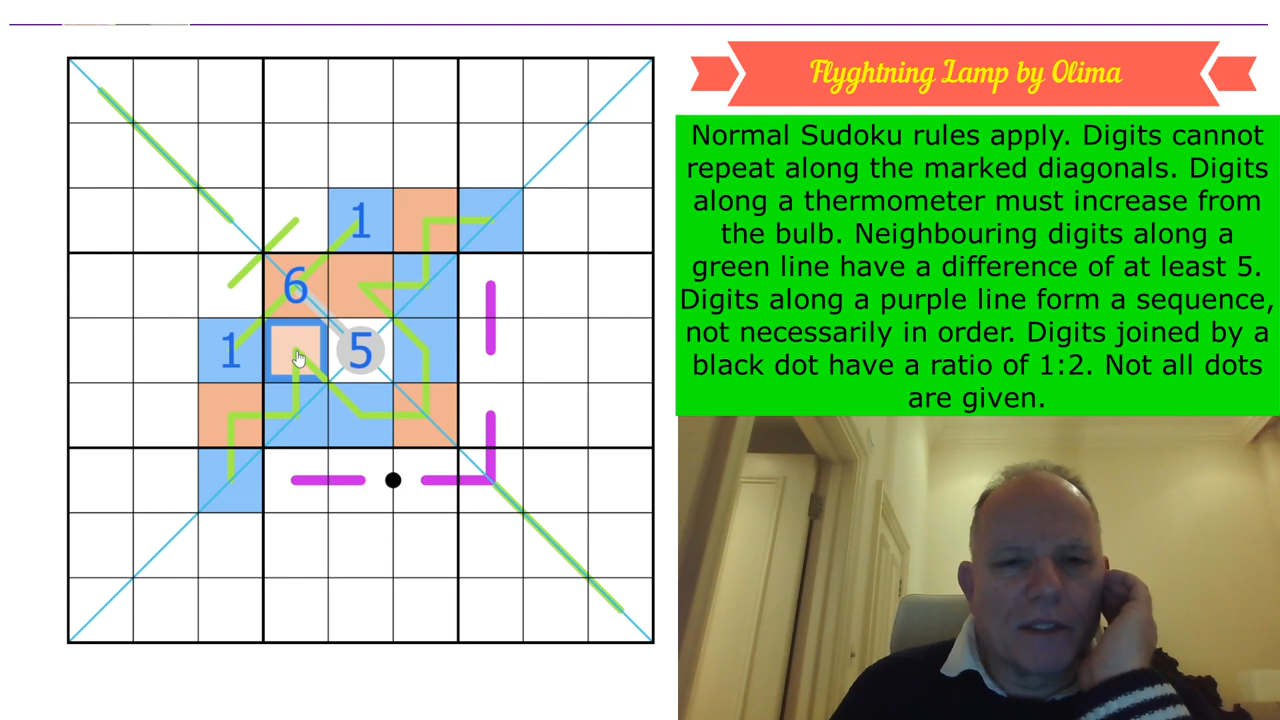 Flyghtning Lamp by Olima
Normal Sudoku rules apply. Digits cannot
repeat along the marked diagonals. Digits
along a thermometer must increase from
the bulb. Neighbouring digits along a
green line have a difference of at least 5.
Digits along a purple line form a sequence,
not necessarily in order. Digits joined by a
black dot have a ratio of 1:2. Not all dots
are given.
1
6
1 5